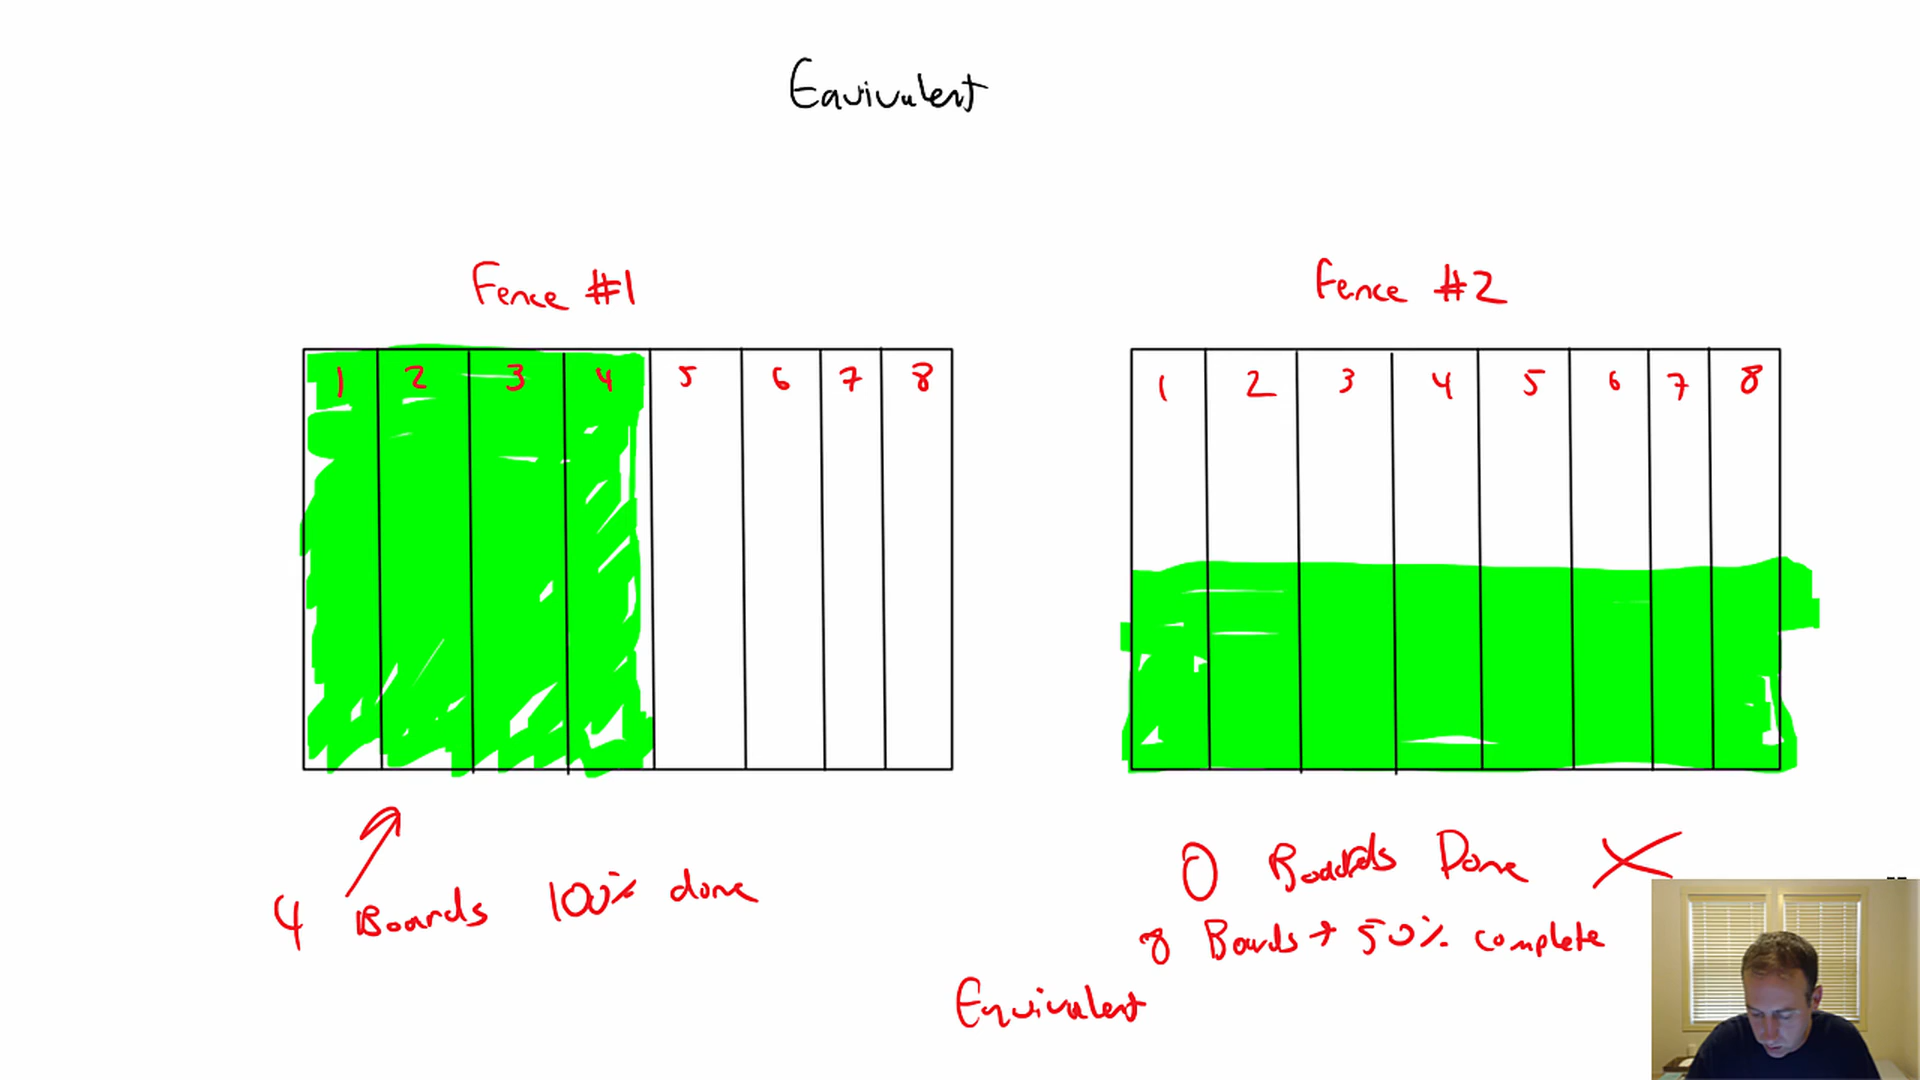 Equivalent
Fence #1
Fence #2
1 2 3 4 5 6 7 8
1 2 3 4 5 6 7 8
4 Boards 100% done
0 Boards Done X
8 Boards → 50% complete
Equivalent